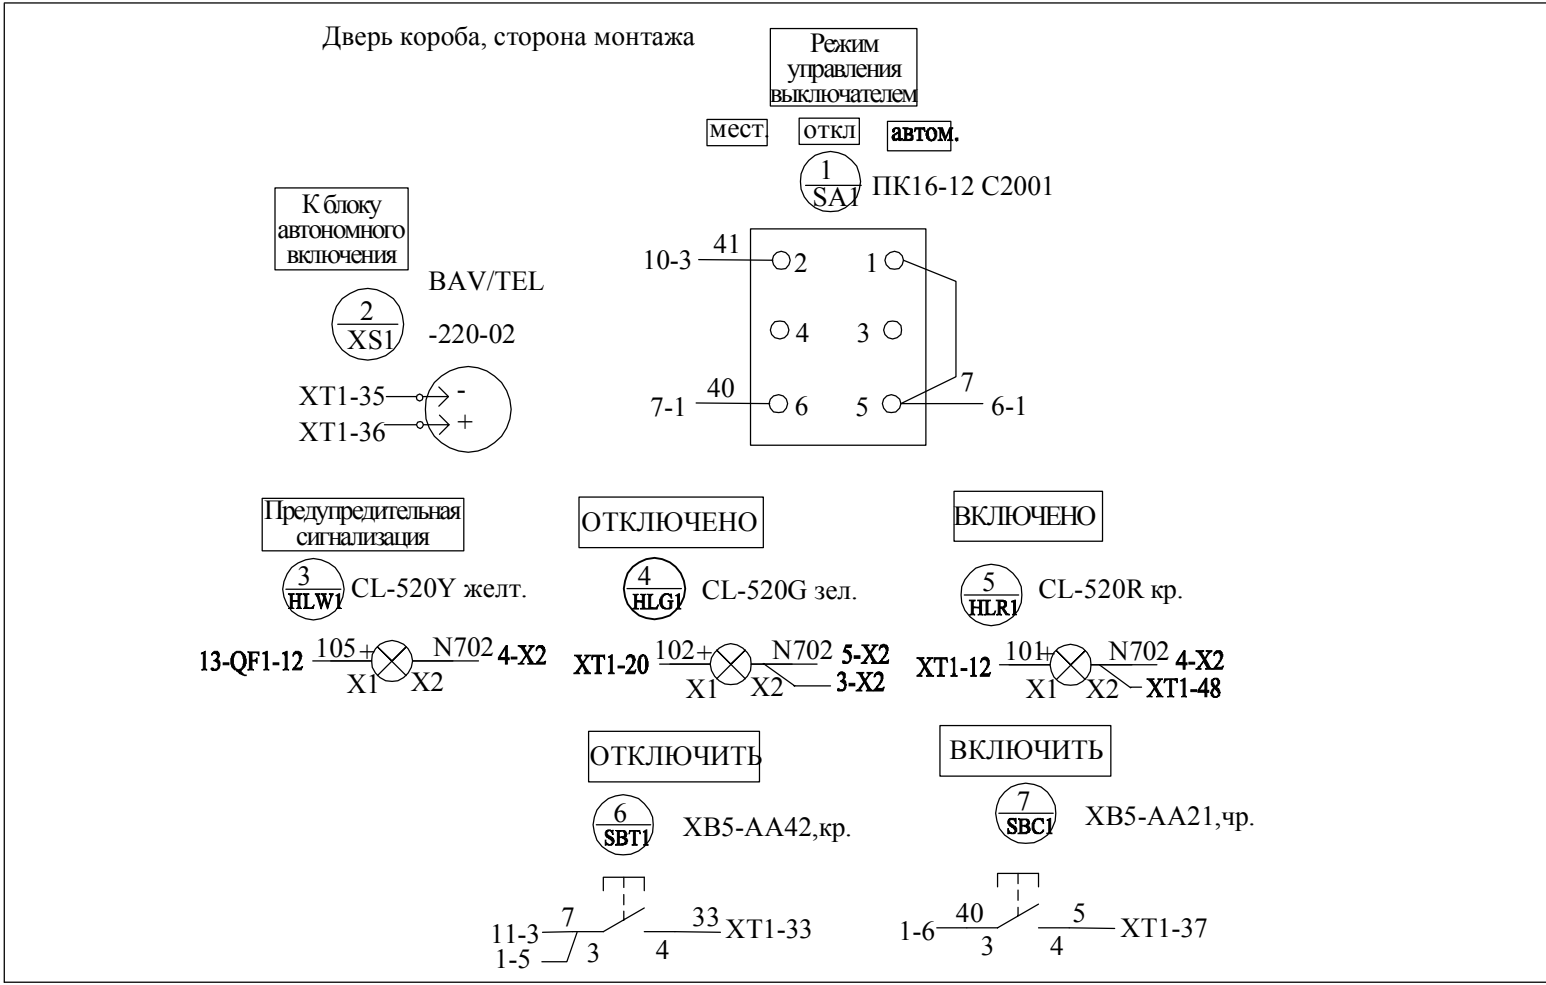 Дверь короба, сторона монтажа
Режим
управления
выключателем
мест.
откл
автом.
1
SA1
ПК16-12 С2001
К блоку
автономного
включения
BAV/TEL
2
XS1
-220-02
XT1-35
-
XT1-36
+
10-3
41
2
1
4
3
7-1
40
6
5
7
6-1
Предупредительная
сигнализация
3
HLW1
CL-520Y желт.
13-QF1-12
105
+
N702
4-X2
X1
X2
ОТКЛЮЧЕНО
4
HLG1
CL-520G зел.
XT1-20
102
+
N702
5-X2
X1
X2
3-X2
ВКЛЮЧЕНО
5
HLR1
CL-520R кр.
XT1-12
101
+
N702
4-X2
X1
X2
XT1-48
ОТКЛЮЧИТЬ
6
SBT1
XB5-AA42,кр.
11-3
7
33
XT1-33
1-5
3
4
ВКЛЮЧИТЬ
7
SBC1
XB5-AA21,чр.
1-6
40
5
XT1-37
3
4